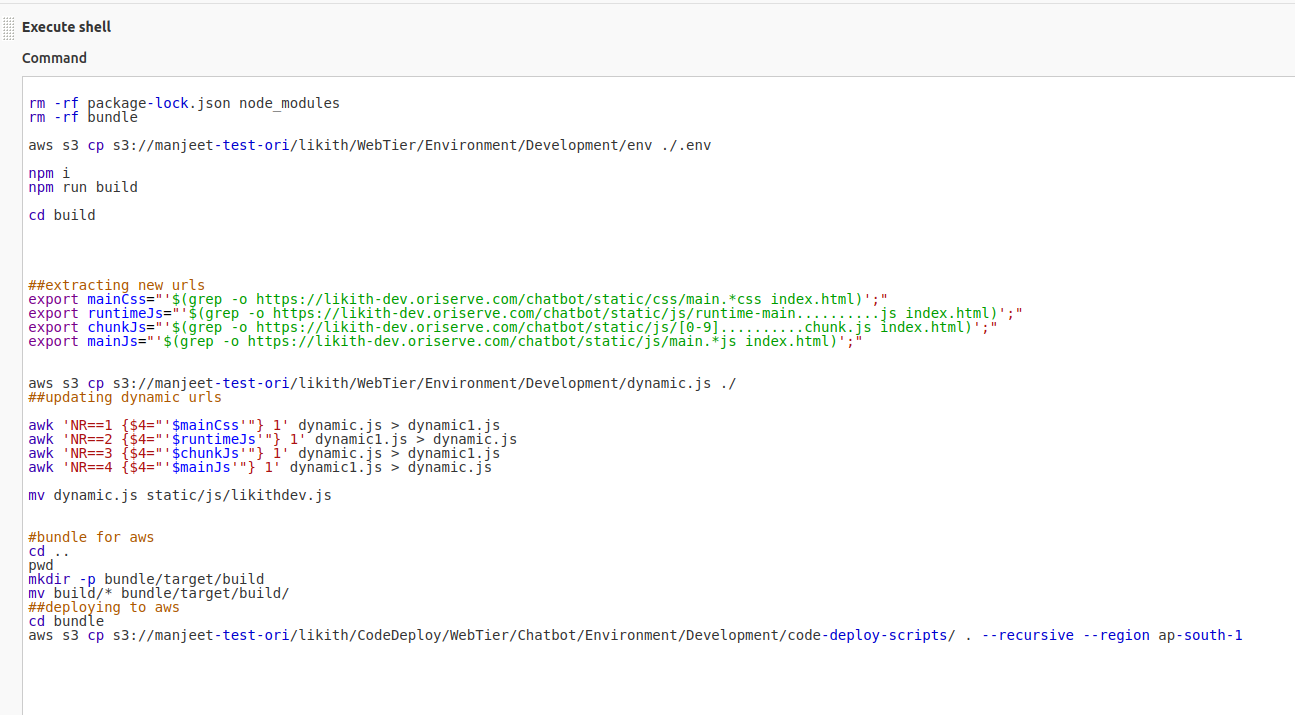 Execute shell
Command
rm -rf package-lock.json node_modules
rm -rf bundle
aws s3 cp s3://manjeet-test-ori/likith/WebTier/Environment/Development/env ./.env
npm i
npm run build
cd build
##extracting new urls
export mainCss="'$(grep -o https://likith-dev.oriserve.com/chatbot/static/css/main.*css index.html)';"
export runtimeJs="'$(grep -o https://likith-dev.oriserve.com/chatbot/static/js/runtime-main..........js index.html)';"
export chunkJs="'$(grep -o https://likith-dev.oriserve.com/chatbot/static/js/[0-9]..........chunk.js index.html)';"
export mainJs="'$(grep -o https://likith-dev.oriserve.com/chatbot/static/js/main.*js index.html)';"
aws s3 cp s3://manjeet-test-ori/likith/WebTier/Environment/Development/dynamic.js ./
##updating dynamic urls
awk 'NR==1 {$4="'$mainCss'"} 1' dynamic.js > dynamic1.js
awk 'NR==2 {$4="'$runtimeJs'"} 1' dynamic1.js > dynamic.js
awk 'NR==3 {$4="'$chunkJs'"} 1' dynamic.js > dynamic1.js
awk 'NR==4 {$4="'$mainJs'"} 1' dynamic1.js > dynamic.js
mv dynamic.js static/js/likithdev.js
#bundle for aws
cd ..
pwd
mkdir -p bundle/target/build
mv build/* bundle/target/build/
##deploying to aws
cd bundle
aws s3 cp s3://manjeet-test-ori/likith/CodeDeploy/WebTier/Chatbot/Environment/Development/code-deploy-scripts/ . --recursive --region ap-south-1